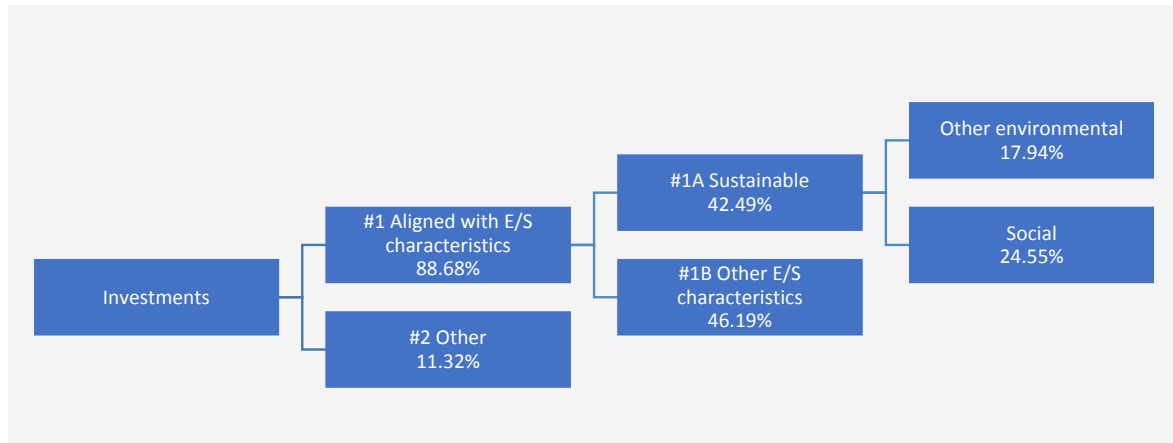 Investments
#1 Aligned with E/S
characteristics
88.68%
#2 Other
11.32%
#1A Sustainable
42.49%
#1B Other E/S
characteristics
46.19%
Other environmental
17.94%
Social
24.55%